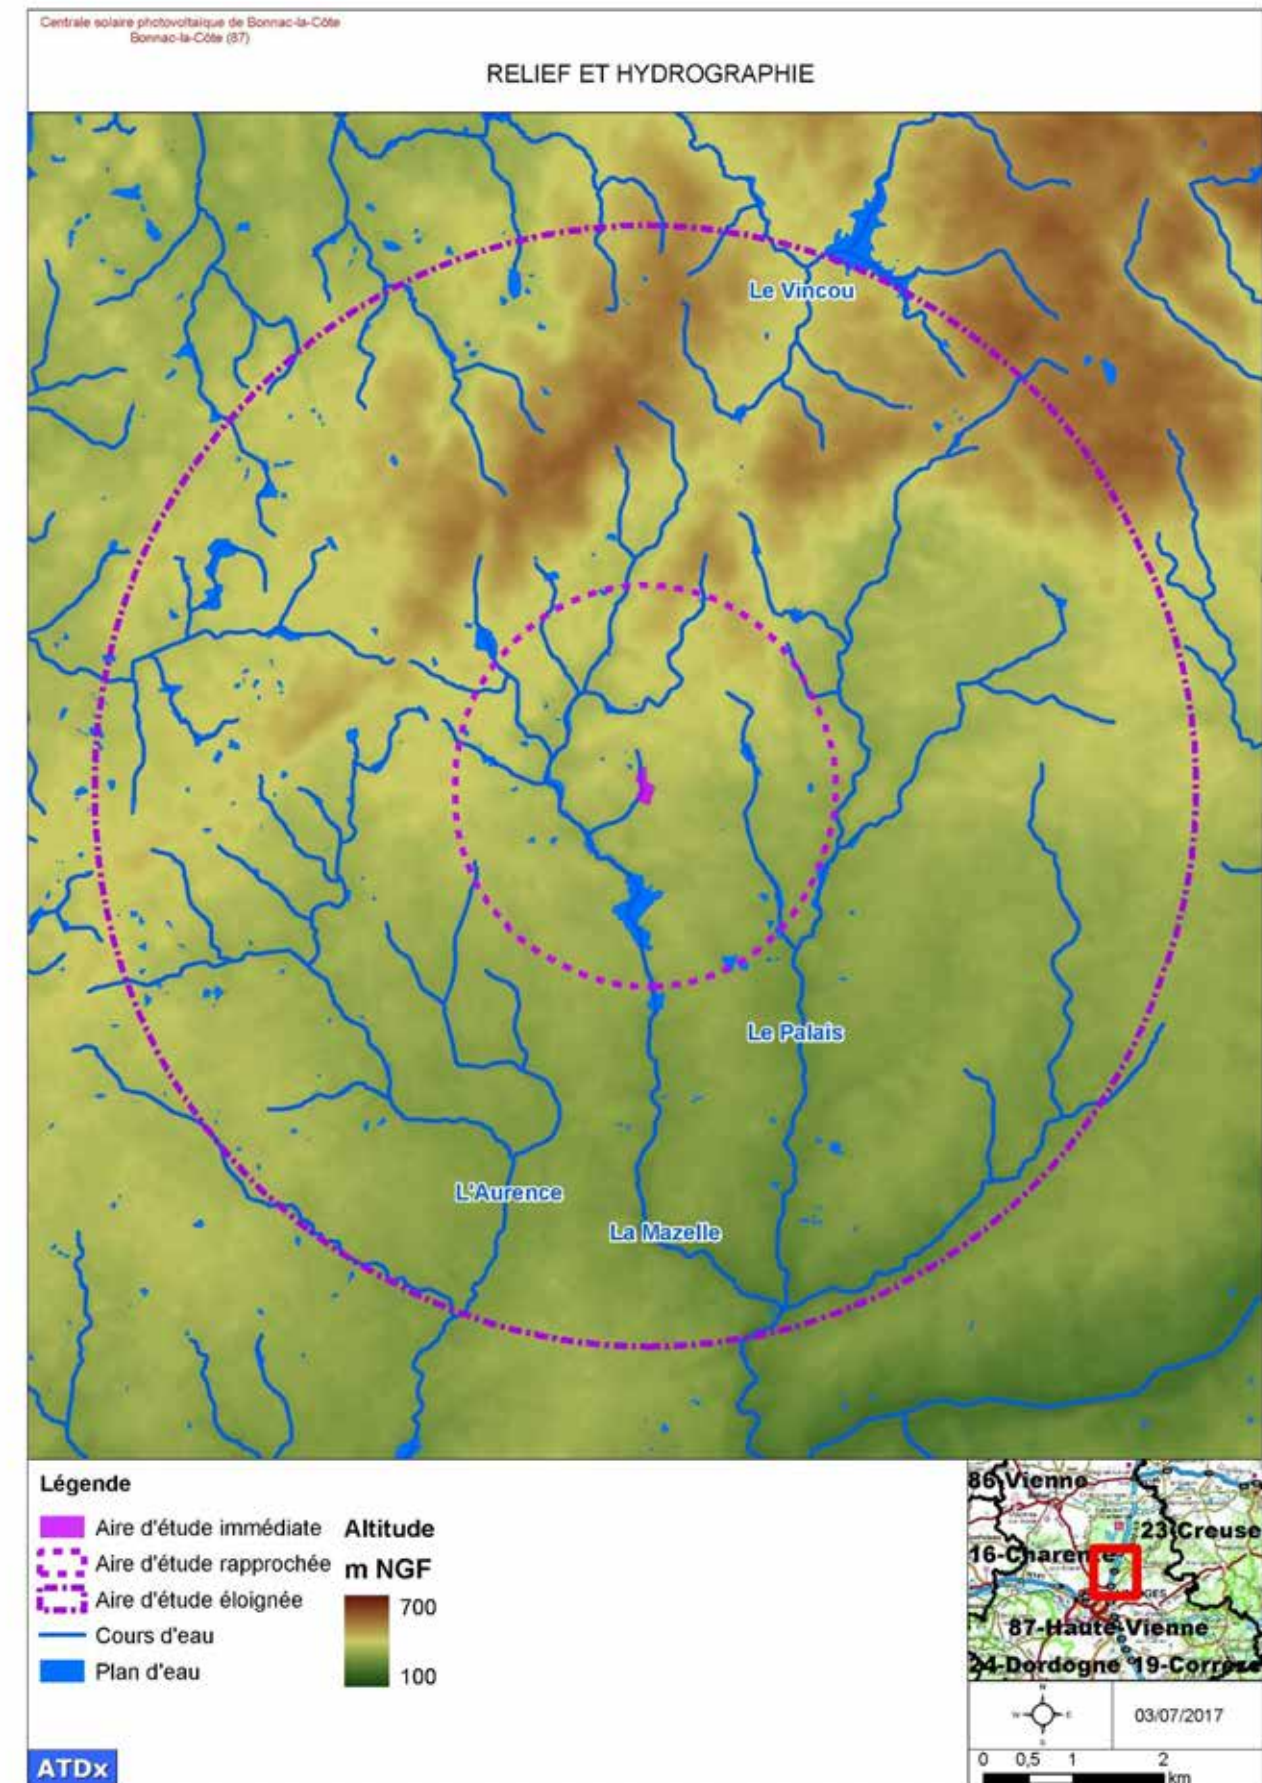 Centrale solaire photovoltaïque de Bonnac-la-Côte
Bonnac-la-Côte (87)
RELIEF ET HYDROGRAPHIE
Le Vincou
Le Palais
L'Aurence
La Mazelle
Légende
Aire d'étude immédiate
Aire d'étude rapprochée
Aire d'étude éloignée
Cours d'eau
Plan d'eau
Altitude
m NGF
700
100
86-Vienne
23-Creuse
16-Charente
87-Haute-Vienne
24-Dordogne 19-Corrèze
N
W E
S
03/07/2017
0 0,5 1 2
km
ATDx